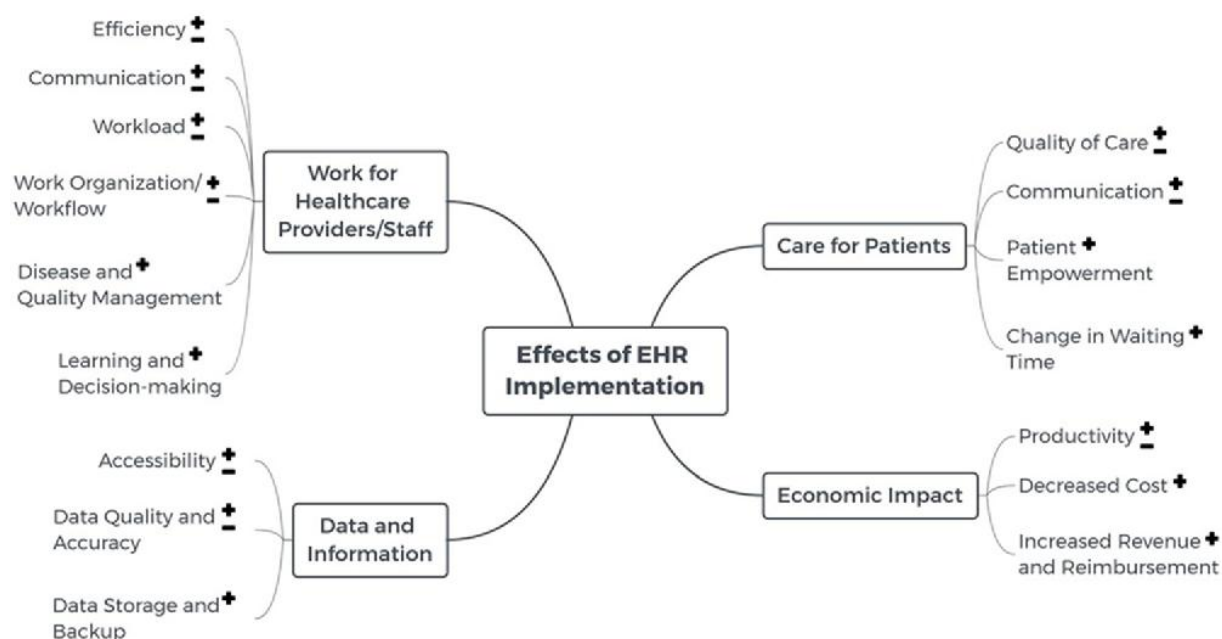 Effects of EHR
Implementation
Work for
Healthcare
Providers/Staff
Efficiency ±
Communication ±
Workload ±
Work Organization/ ±
Workflow
Disease and +
Quality Management
Learning and +
Decision-making
Data and
Information
Accessibility ±
Data Quality and ±
Accuracy
Data Storage and +
Backup
Care for Patients
Quality of Care ±
Communication ±
Patient +
Empowerment
Change in Waiting +
Time
Economic Impact
Productivity ±
Decreased Cost +
Increased Revenue +
and Reimbursement